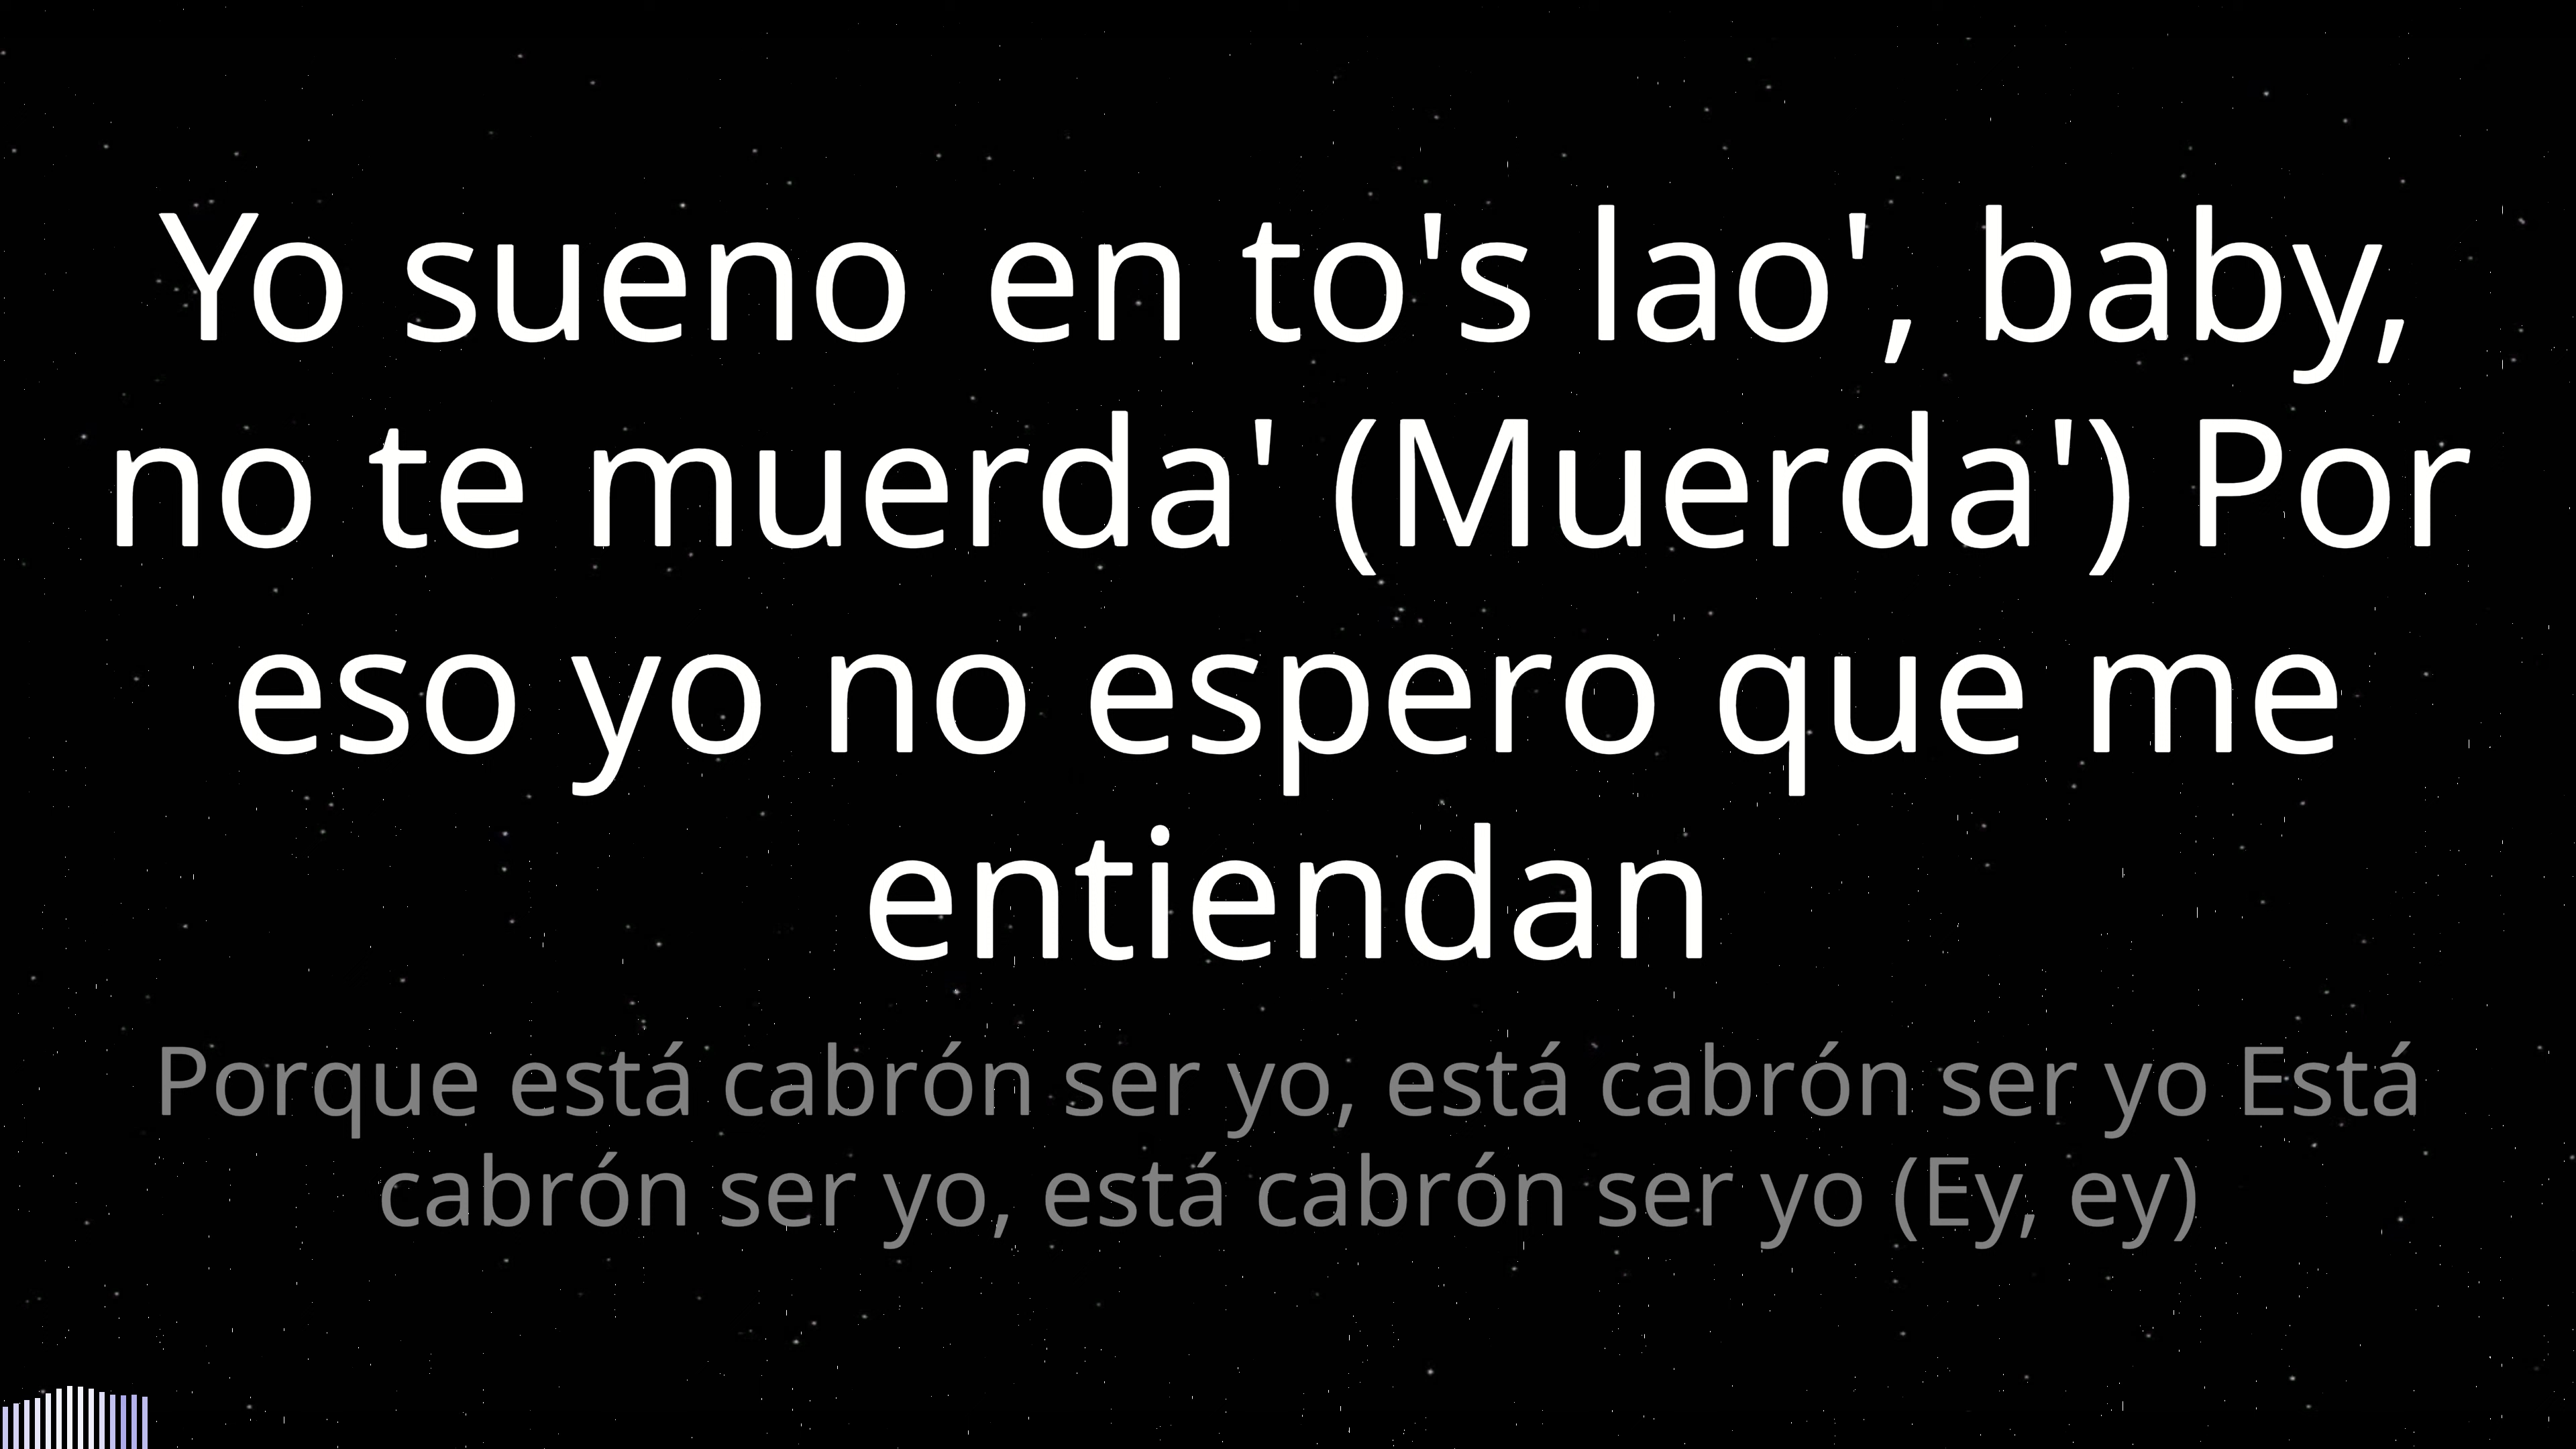 Yo sueno en to's lao', baby,
no te muerda' (Muerda') Por
eso yo no espero que me
entiendan
Porque está cabrón ser yo, está cabrón ser yo Está
cabrón ser yo, está cabrón ser yo (Ey, ey)